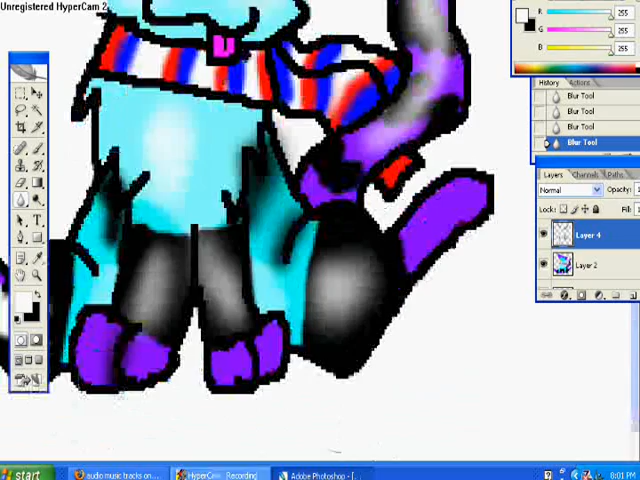 Unregistered HyperCam 2
255
G
255
B
255
History
Actions
Blur Tool
Blur Tool
Blur Tool
Blur Tool
Layers
Channels
Paths
Normal
Opacity:
Lock:
Fill:
Layer 4
Layer 2
start
audio music tracks on...
HyperCam Recording
Adobe Photoshop - [...
8:01 PM